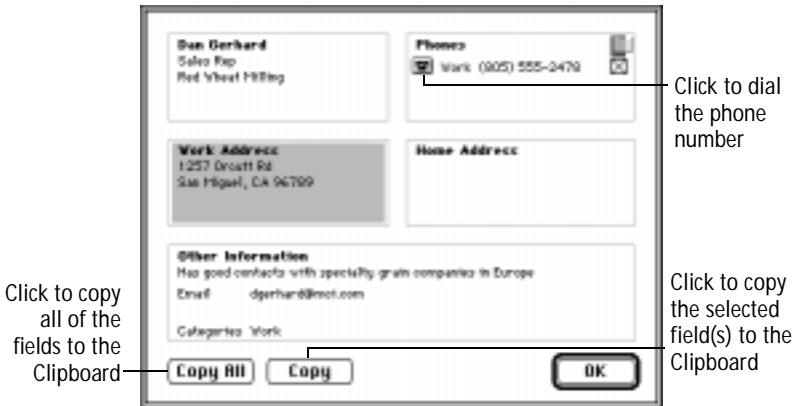 Dan Gerhard
Sales Rep
Red Wheat Milling
Phones
Work (805) 555-2478
Click to dial
the phone
number
Work Address
1257 Orcutt Rd
San Miguel, CA 96789
Home Address
Other Information
Has good contacts with specialty grain companies in Europe
Email dgerhard@mci.com
Categories Work
Click to copy
all of the
fields to the
Clipboard
Copy All
Copy
OK
Click to copy
the selected
field(s) to the
Clipboard